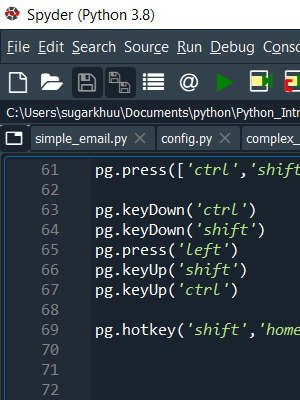 Spyder (Python 3.8)
File Edit Search Source Run Debug Conso
C:\Users\sugarkhuu\Documents\python\Python_Intr
simple_email.py config.py complex_
61 pg.press(['ctrl','shift
62
63 pg.keyDown('ctrl')
64 pg.keyDown('shift')
65 pg.press('left')
66 pg.keyUp('shift')
67 pg.keyUp('ctrl')
68
69 pg.hotkey('shift','home
70
71
72